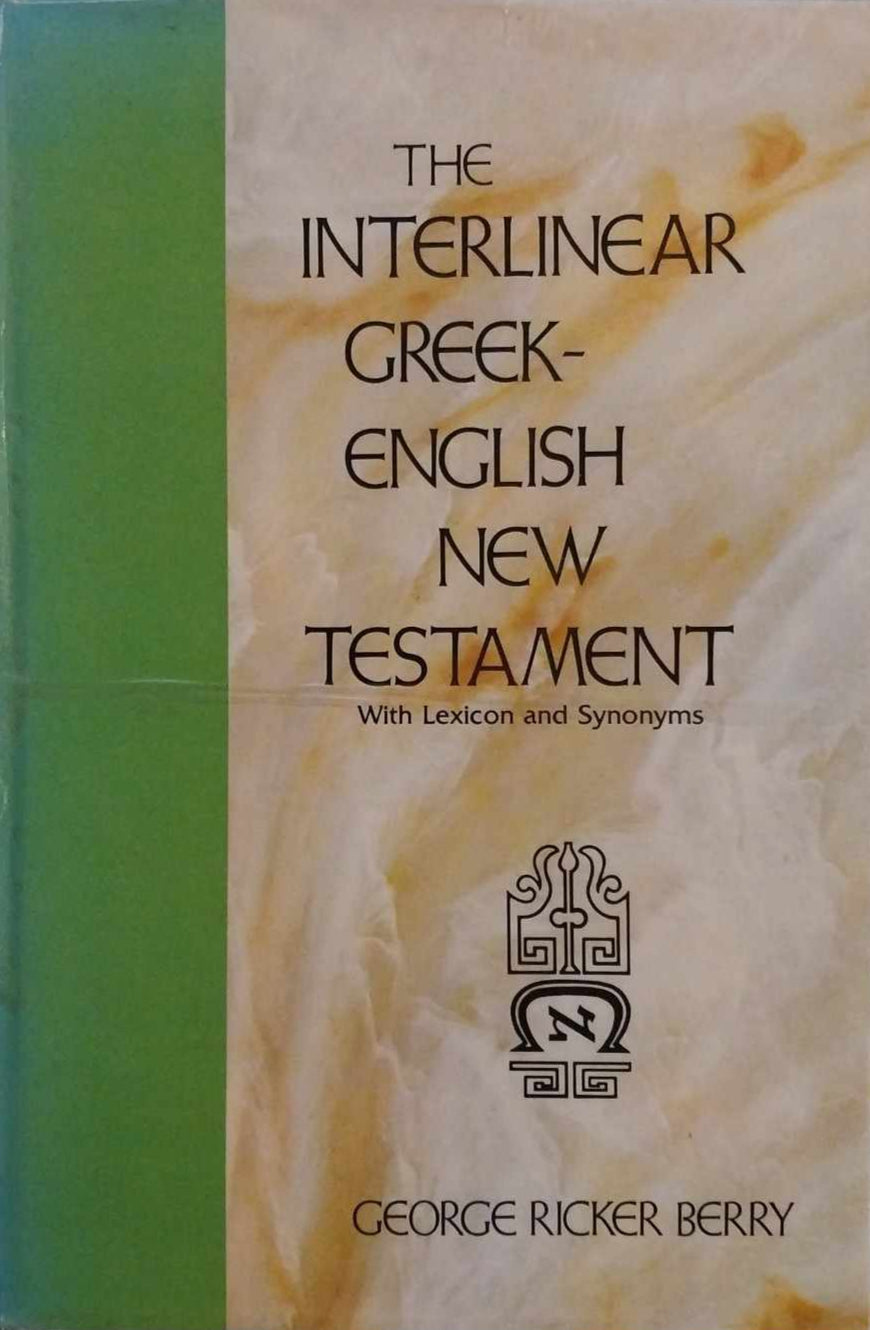 THE
INTERLINEAR
GREEK-
ENGLISH
NEW
TESTAMENT
With Lexicon and Synonyms
GEORGE RICKER BERRY